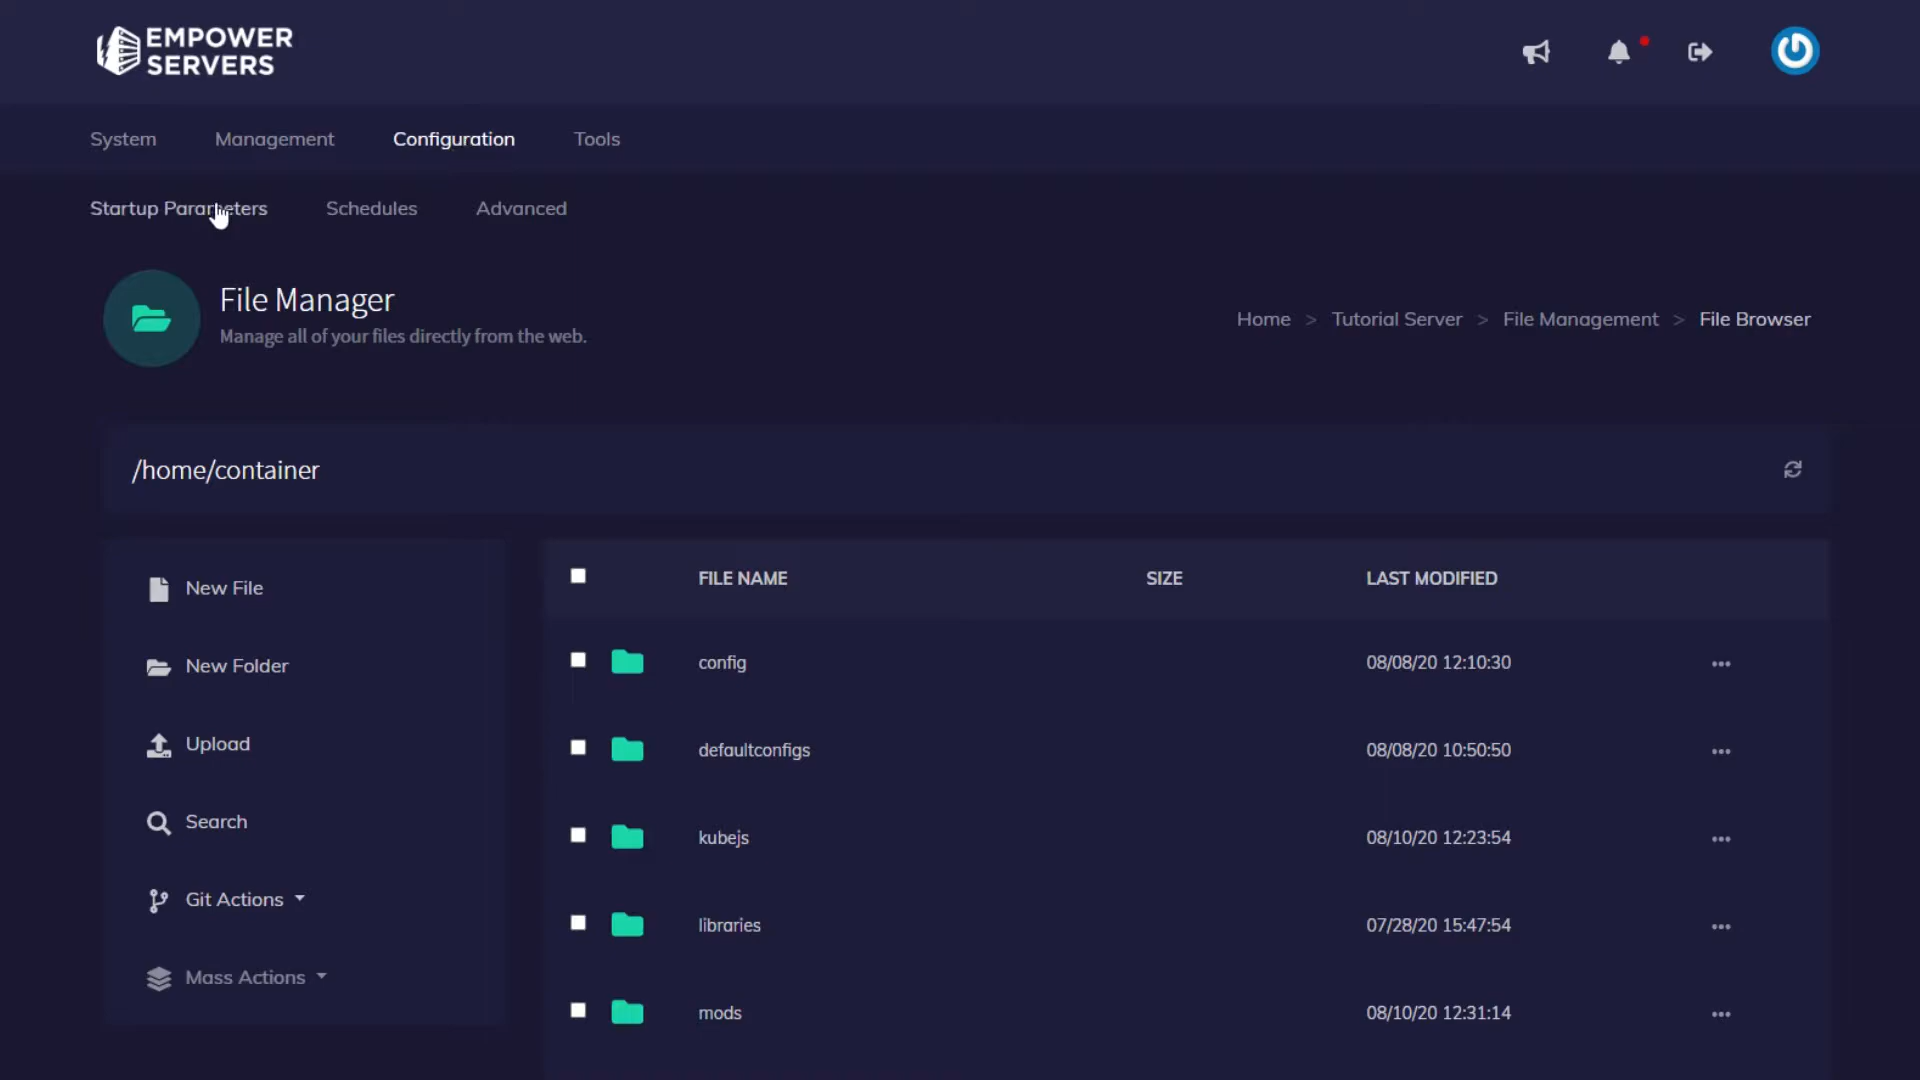 EMPOWER
SERVERS
System Management Configuration Tools
Startup Parameters Schedules Advanced
File Manager
Manage all of your files directly from the web.
Home > Tutorial Server > File Management > File Browser
/home/container
New File
New Folder
Upload
Search
Git Actions
Mass Actions
FILE NAME SIZE LAST MODIFIED
config 08/08/20 12:10:30
defaultconfigs 08/08/20 10:50:50
kubejs 08/10/20 12:23:54
libraries 07/28/20 15:47:54
mods 08/10/20 12:31:14